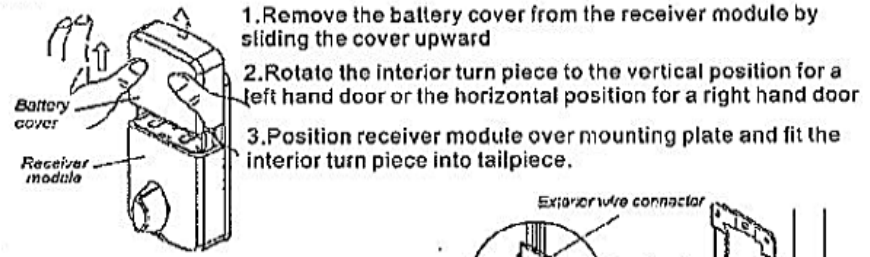 1.Remove the battery cover from the receiver module by
sliding the cover upward
2.Rotate the interior turn piece to the vertical position for a
left hand door or the horizontal position for a right hand door
3.Position receiver module over mounting plate and fit the
interior turn piece into tailpiece.
Battery
cover
Receiver
module
Exterior wire connector